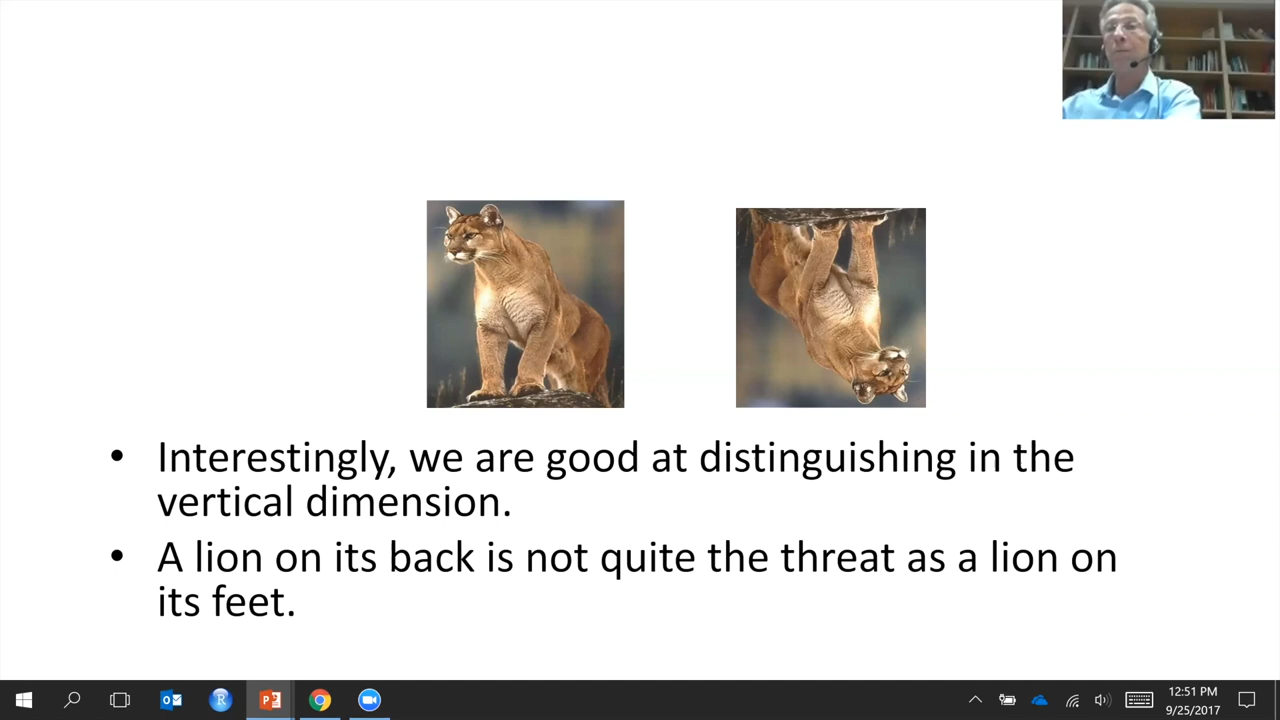 • Interestingly, we are good at distinguishing in the
vertical dimension.
• A lion on its back is not quite the threat as a lion on
its feet.
12:51 PM
9/25/2017